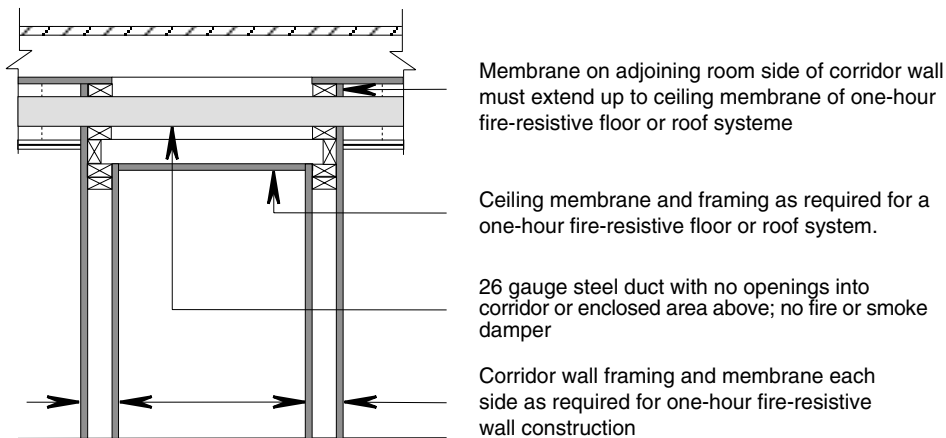 Membrane on adjoining room side of corridor wall
must extend up to ceiling membrane of one-hour
fire-resistive floor or roof systeme
Ceiling membrane and framing as required for a
one-hour fire-resistive floor or roof system.
26 gauge steel duct with no openings into
corridor or enclosed area above; no fire or smoke
damper
Corridor wall framing and membrane each
side as required for one-hour fire-resistive
wall construction